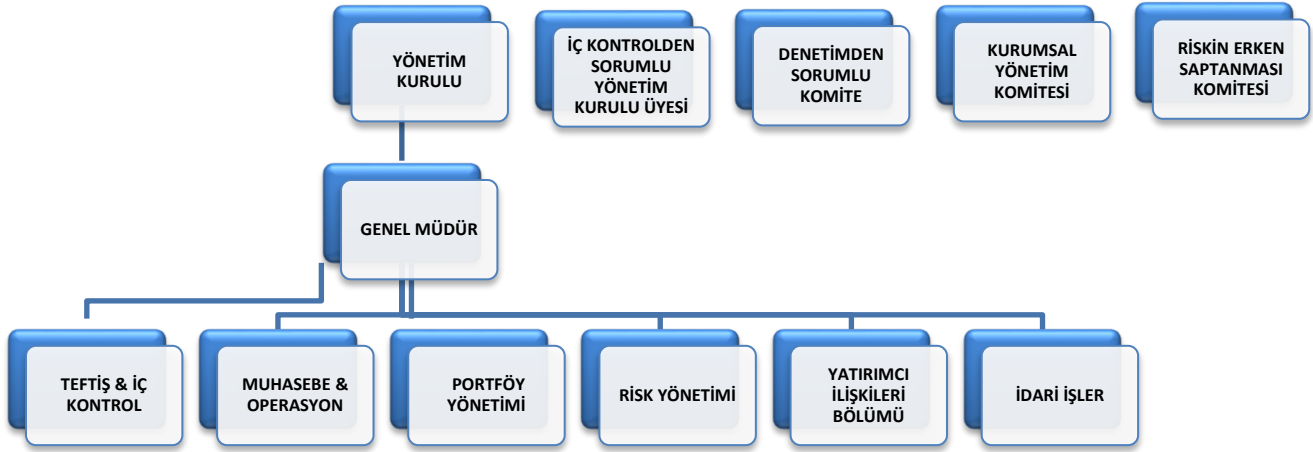 YÖNETİM
KURULU
İÇ KONTROLDEN
SORUMLU
YÖNETİM
KURULU ÜYESİ
DENETİMDEN
SORUMLU
KOMİTE
KURUMSAL
YÖNETİM
KOMİTESİ
RİSKİN ERKEN
SAPTANMASI
KOMİTESİ
GENEL MÜDÜR
TEFTİŞ & İÇ
KONTROL
MUHASEBE &
OPERASYON
PORTFÖY
YÖNETİMİ
RİSK YÖNETİMİ
YATIRIMCI
İLİŞKİLERİ
BÖLÜMÜ
İDARİ İŞLER